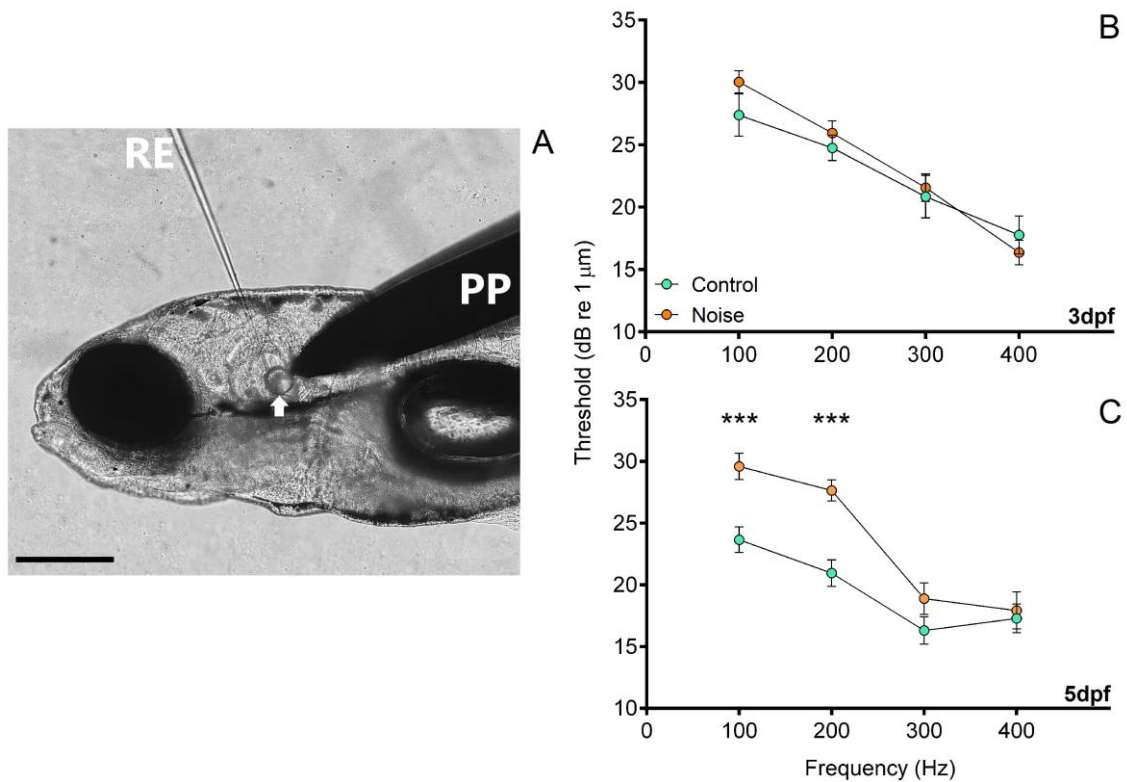 A
RE
PP
B
35
30
25
20
15
10
Control
Noise
3dpf
0 100 200 300 400
Threshold (dB re 1 μm)
C
*** ***
35
30
25
20
15
10
5dpf
0 100 200 300 400
Frequency (Hz)